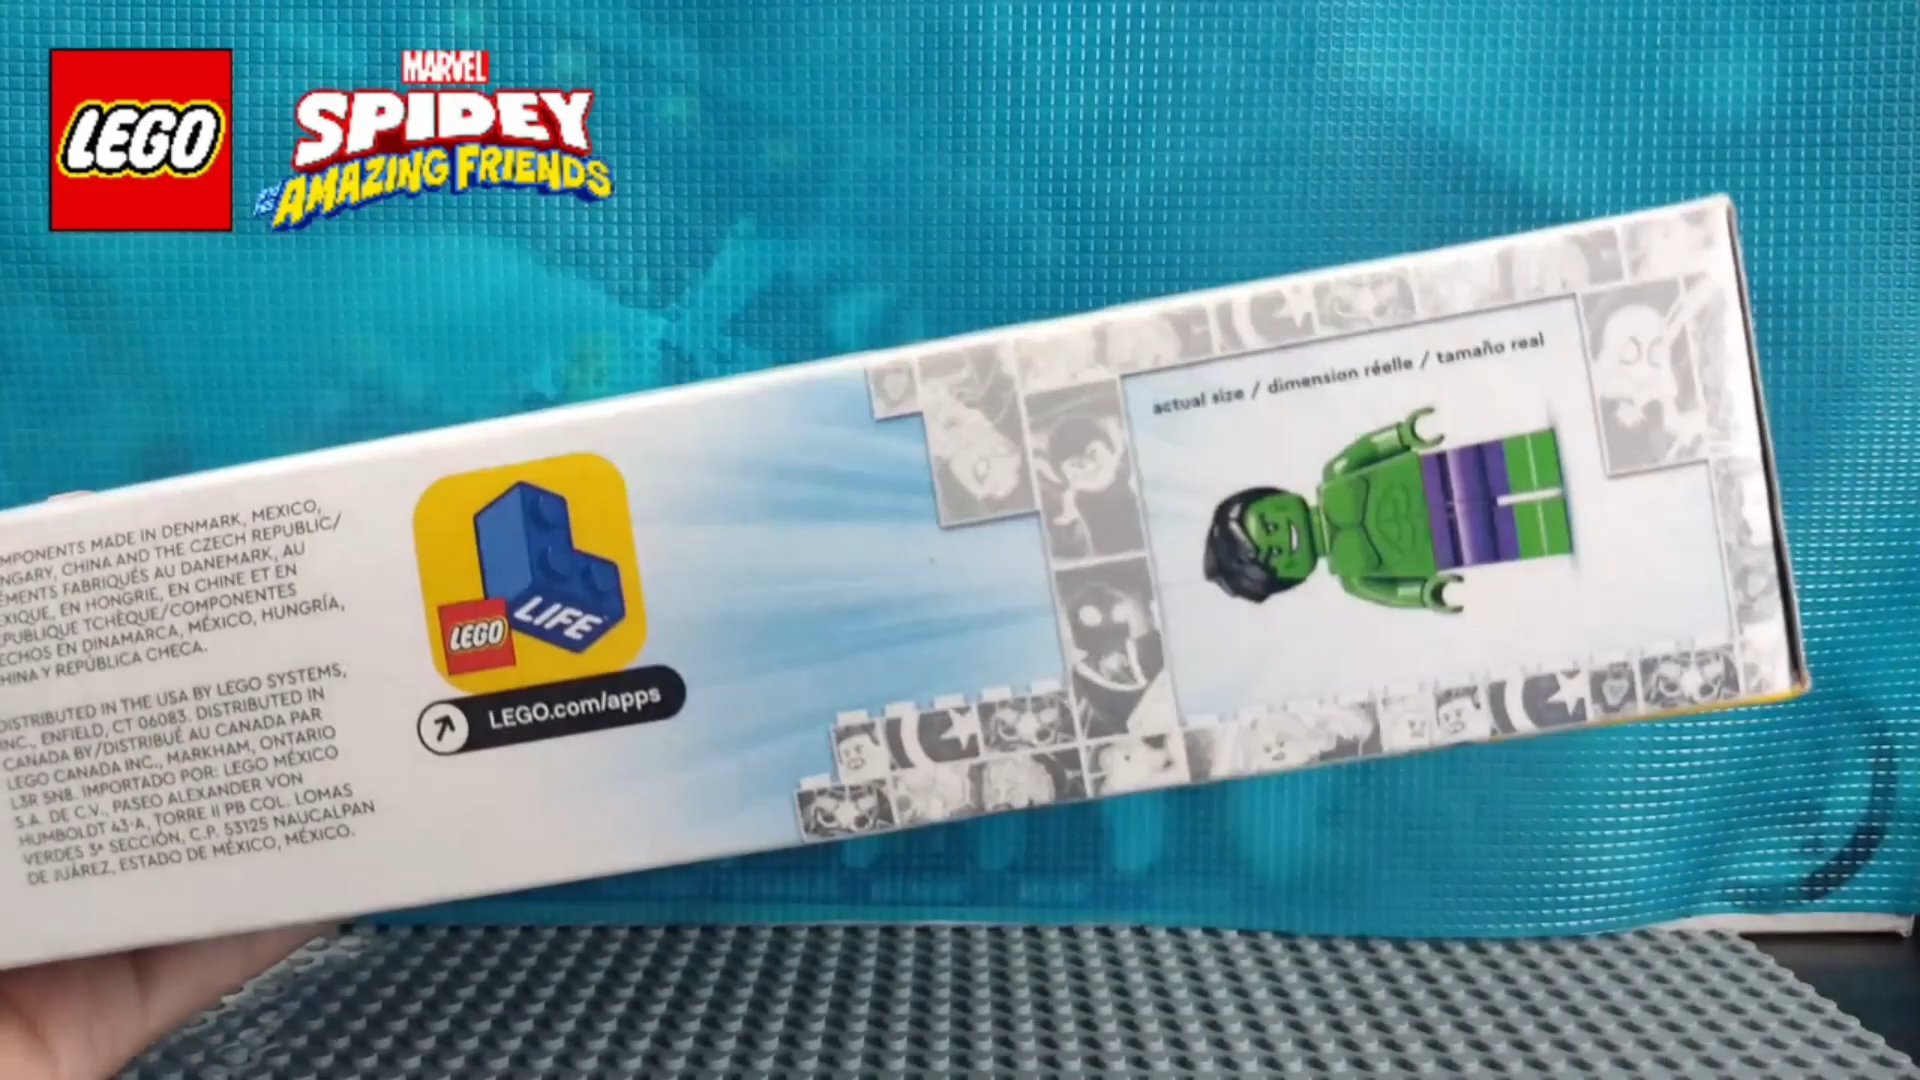 LEGO
MARVEL
SPIDEY
AND HIS
AMAZING FRIENDS
actual size / dimension réelle / tamaño real
MPONENTS MADE IN DENMARK, MEXICO,
NGARY, CHINA AND THE CZECH REPUBLIC/
ÉMENTS FABRIQUÉS AU DANEMARK, AU
EXIQUE, EN HONGRIE, EN CHINE ET EN
ÉPUBLIQUE TCHÈQUE/COMPONENTES
ECHOS EN DINAMARCA, MÉXICO, HUNGRÍA,
HINA Y REPÚBLICA CHECA.
DISTRIBUTED IN THE USA BY LEGO SYSTEMS,
INC., ENFIELD, CT 06083. DISTRIBUTED IN
CANADA BY/DISTRIBUÉ AU CANADA PAR
LEGO CANADA INC., MARKHAM, ONTARIO
L3R 5N8. IMPORTADO POR: LEGO MÉXICO
S.A. DE C.V., PASEO ALEXANDER VON
HUMBOLDT 43-A, TORRE II PB COL. LOMAS
VERDES 3ª SECCIÓN, C.P. 53125 NAUCALPAN
DE JUÁREZ, ESTADO DE MÉXICO, MÉXICO.
LEGO
LIFE
LEGO.com/apps